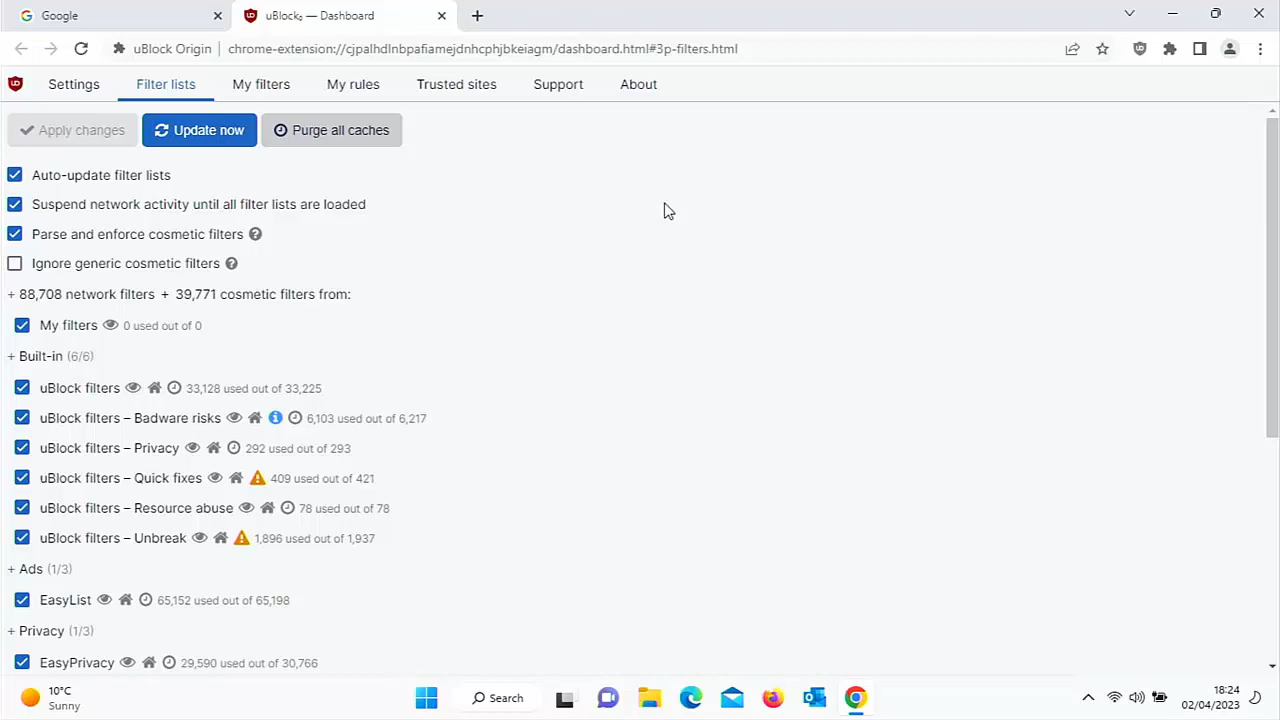 Google
uBlock₀ — Dashboard
uBlock Origin | chrome-extension://cjpalhdlnbpafiamejdnhcphjbkeiagm/dashboard.html#3p-filters.html
Settings Filter lists My filters My rules Trusted sites Support About
Apply changes Update now Purge all caches
Auto-update filter lists
Suspend network activity until all filter lists are loaded
Parse and enforce cosmetic filters
Ignore generic cosmetic filters
+ 88,708 network filters + 39,771 cosmetic filters from:
My filters 0 used out of 0
+ Built-in (6/6)
uBlock filters 33,128 used out of 33,225
uBlock filters – Badware risks 6,103 used out of 6,217
uBlock filters – Privacy 292 used out of 293
uBlock filters – Quick fixes 409 used out of 421
uBlock filters – Resource abuse 78 used out of 78
uBlock filters – Unbreak 1,896 used out of 1,937
+ Ads (1/3)
EasyList 65,152 used out of 65,198
+ Privacy (1/3)
EasyPrivacy 29,590 used out of 30,766
10°C
Sunny
Search
18:24
02/04/2023